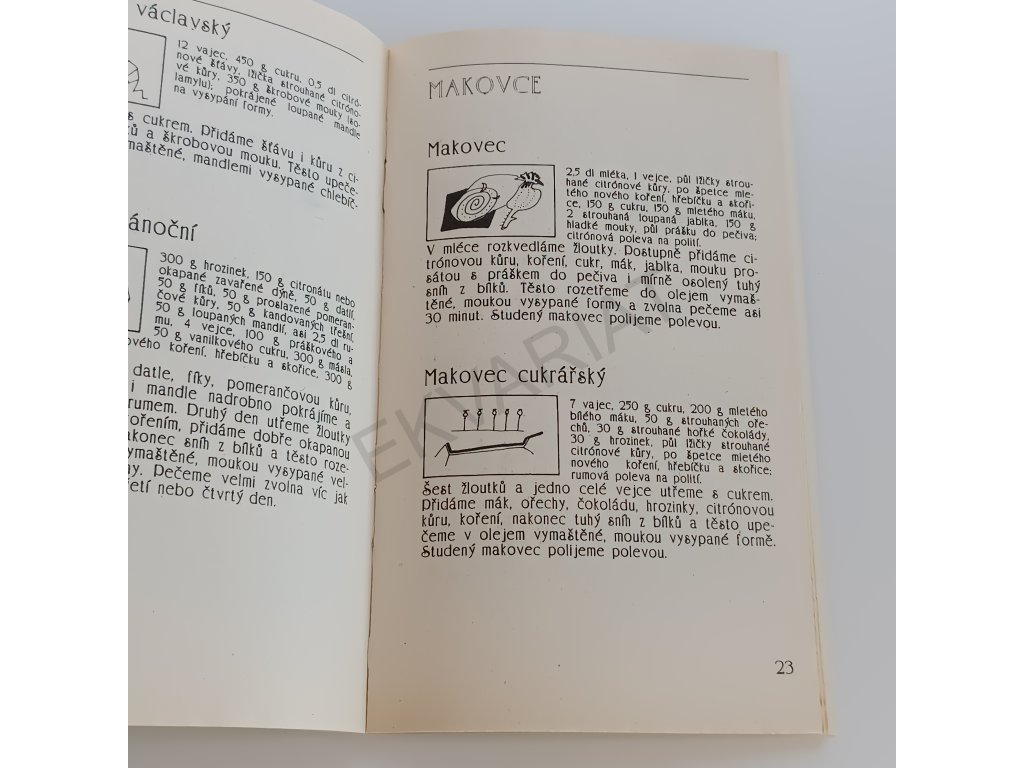 václavský
12 vajec, 450 g cukru, 0,5 dl citró-
nové šťávy, lžička strouhané citróno-
vé kůry, 350 g škrobové mouky (so-
lamylu); pokrájené loupané mandle
na vysypání formy.
s cukrem. Přidáme šťávu i kůru z ci-
ů a škrobovou mouku. Těsto upeče-
maštěné, mandlemi vysypané chlebíč-
ánoční
300 g hrozinek, 150 g citronátu nebo
okapané zavařené dýně, 50 g datlí,
50 g fíků, 50 g proslazené pomeran-
čové kůry, 50 g kandovaných třešní,
50 g loupaných mandlí, asi 2,5 dl ru-
mu, 4 vejce, 100 g práškového a
50 g vanilkového cukru, 300 g másla,
ového koření, hřebíčku a skořice, 300 g
datle, fíky, pomerančovou kůru,
i mandle nadrobno pokrájíme a
rumem. Druhý den utřeme žloutky
ořením, přidáme dobře okapanou
akonec sníh z bílků a těsto roze-
vymaštěné, moukou vysypané vel-
ny. Pečeme velmi zvolna víc jak
řetí nebo čtvrtý den.
MAKOVCE
Makovec
2,5 dl mléka, 1 vejce, půl lžičky strou-
hané citrónové kůry, po špetce mle-
tého nového koření, hřebíčku a skoři-
ce, 150 g cukru, 150 g mletého máku,
2 strouhaná loupaná jablka, 150 g
hladké mouky, půl prášku do pečiva;
citrónová poleva na polití.
V mléce rozkvedláme žloutky. Postupně přidáme ci-
trónovou kůru, koření, cukr, mák, jablka, mouku pro-
sátou s práškem do pečiva i mírně osolený tuhý
sníh z bílků. Těsto rozetřeme do olejem vymaš-
těné, moukou vysypané formy a zvolna pečeme asi
30 minut. Studený makovec polijeme polevou.
Makovec cukrářský
7 vajec, 250 g cukru, 200 g mletého
bílého máku, 50 g strouhaných oře-
chů, 30 g strouhané hořké čokolády,
30 g hrozinek, půl lžičky strouhané
citrónové kůry, po špetce mletého
nového koření, hřebíčku a skořice;
rumová poleva na polití.
Šest žloutků a jedno celé vejce utřeme s cukrem.
Přidáme mák, ořechy, čokoládu, hrozinky, citrónovou
kůru, koření, nakonec tuhý sníh z bílků a těsto upe-
čeme v olejem vymaštěné, moukou vysypané formě.
Studený makovec polijeme polevou.
23